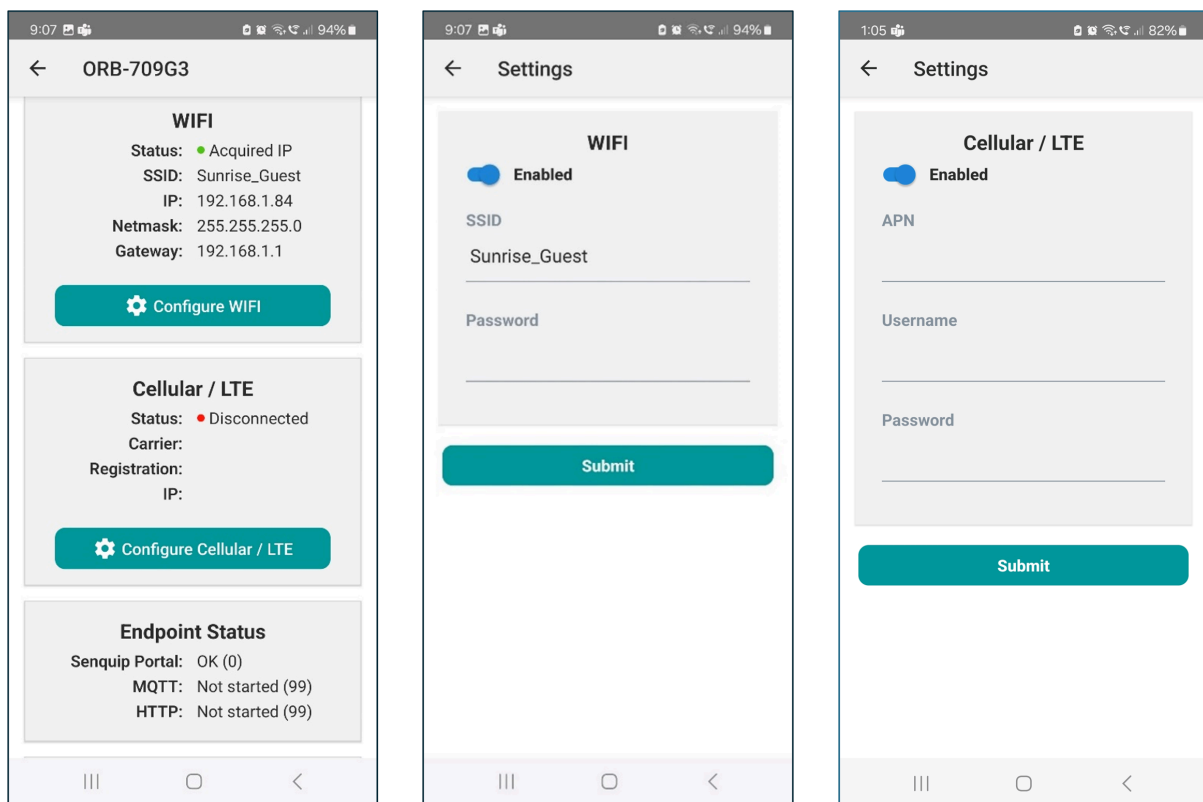 9:07 94%
ORB-709G3
WIFI
Status: Acquired IP
SSID: Sunrise_Guest
IP: 192.168.1.84
Netmask: 255.255.255.0
Gateway: 192.168.1.1
Configure WIFI
Cellular / LTE
Status: Disconnected
Carrier:
Registration:
IP:
Configure Cellular / LTE
Endpoint Status
Senquip Portal: OK (0)
MQTT: Not started (99)
HTTP: Not started (99)
9:07 94%
Settings
WIFI
Enabled
SSID
Sunrise_Guest
Password
Submit
1:05 82%
Settings
Cellular / LTE
Enabled
APN
Username
Password
Submit